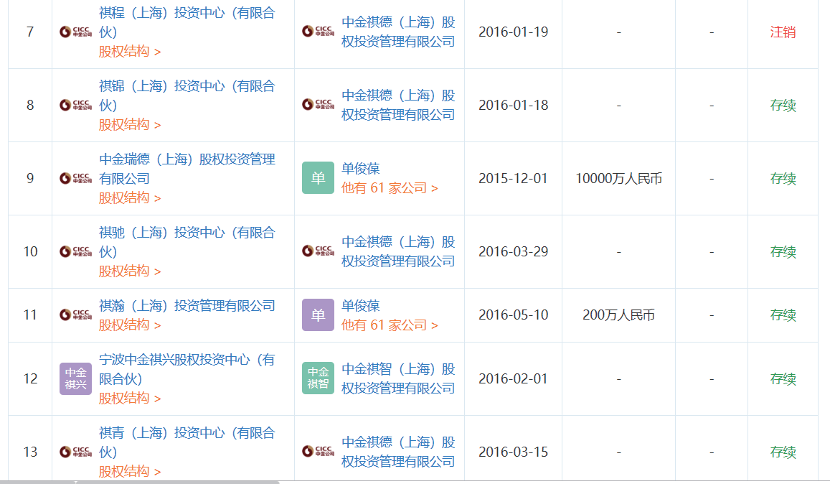 7
CICC
中金公司
祺程（上海）投资中心（有限合
伙）
股权结构 >
CICC
中金公司
中金祺德（上海）股
权投资管理有限公司
2016-01-19
-
-
注销
8
CICC
中金公司
祺锦（上海）投资中心（有限合
伙）
股权结构 >
CICC
中金公司
中金祺德（上海）股
权投资管理有限公司
2016-01-18
-
-
存续
9
CICC
中金公司
中金瑞德（上海）股权投资管理
有限公司
股权结构 >
单
单俊葆
他有 61 家公司 >
2015-12-01
10000万人民币
-
存续
10
CICC
中金公司
祺驰（上海）投资中心（有限合
伙）
股权结构 >
CICC
中金公司
中金祺德（上海）股
权投资管理有限公司
2016-03-29
-
-
存续
11
CICC
中金公司
祺瀚（上海）投资管理有限公司
股权结构 >
单
单俊葆
他有 61 家公司 >
2016-05-10
200万人民币
-
存续
12
中金
祺兴
宁波中金祺兴股权投资中心（有
限合伙）
股权结构 >
中金
祺智
中金祺智（上海）股
权投资管理有限公司
2016-02-01
-
-
存续
13
CICC
中金公司
祺青（上海）投资中心（有限合
伙）
股权结构 >
CICC
中金公司
中金祺德（上海）股
权投资管理有限公司
2016-03-15
-
-
存续